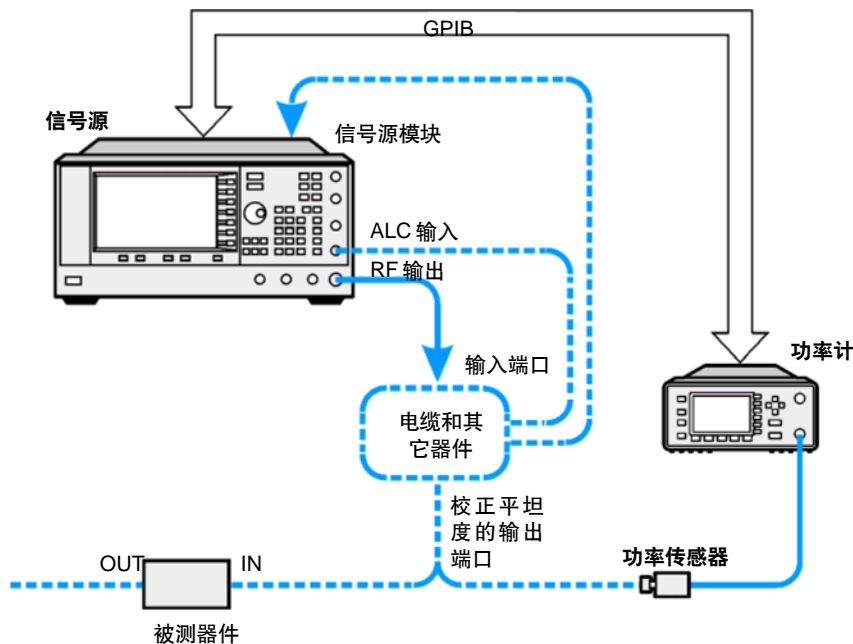 GPIB
信号源
信号源模块
ALC 输入
RF 输出
输入端口
功率计
电缆和其
它器件
校正平坦
度的输出
端口
OUT
IN
功率传感器
被测器件